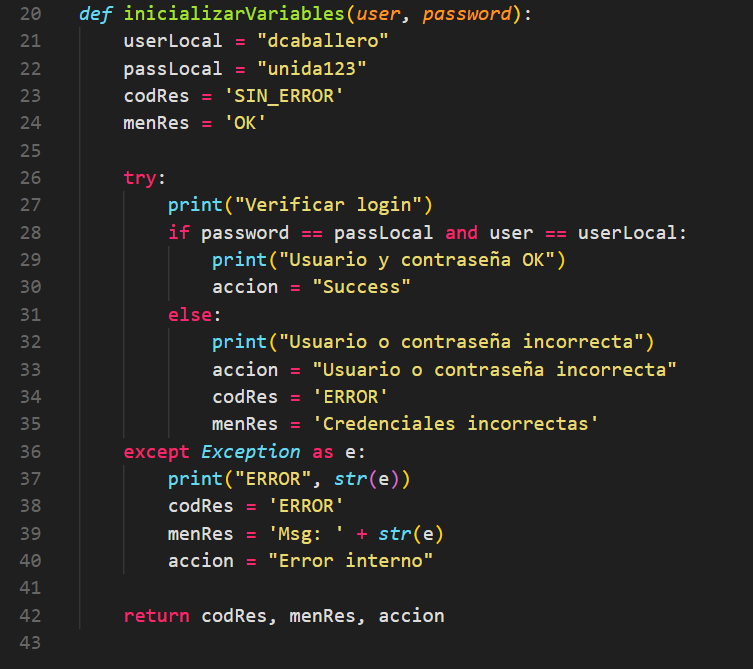 20 def inicializarVariables(user, password):
21     userLocal = "dcaballero"
22     passLocal = "unida123"
23     codRes = 'SIN_ERROR'
24     menRes = 'OK'
25
26     try:
27         print("Verificar login")
28         if password == passLocal and user == userLocal:
29             print("Usuario y contraseña OK")
30             accion = "Success"
31         else:
32             print("Usuario o contraseña incorrecta")
33             accion = "Usuario o contraseña incorrecta"
34             codRes = 'ERROR'
35             menRes = 'Credenciales incorrectas'
36     except Exception as e:
37         print("ERROR", str(e))
38         codRes = 'ERROR'
39         menRes = 'Msg: ' + str(e)
40         accion = "Error interno"
41
42     return codRes, menRes, accion
43